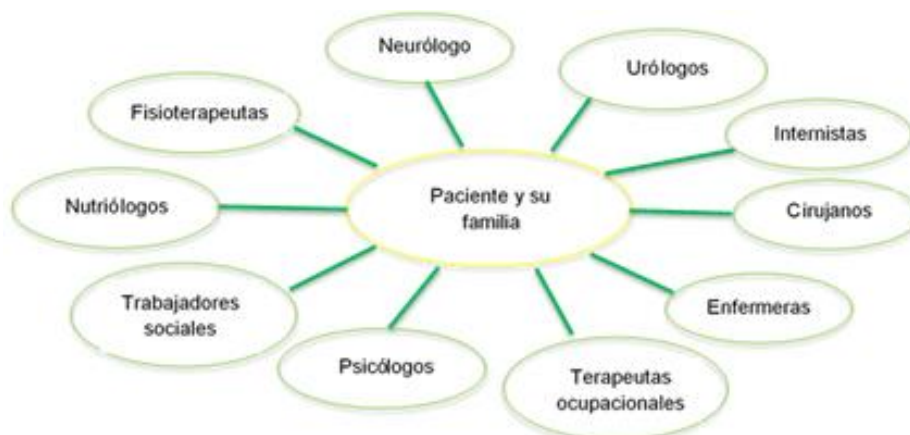 Neurólogo
Urólogos
Fisioterapeutas
Internistas
Paciente y su
familia
Nutriólogos
Cirujanos
Trabajadores
sociales
Enfermeras
Psicólogos
Terapeutas
ocupacionales